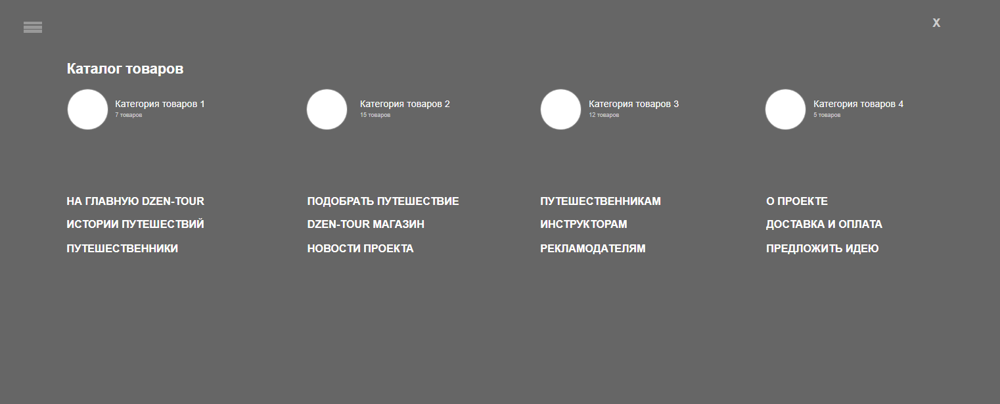 X
Каталог товаров
Категория товаров 1
7 товаров
Категория товаров 2
15 товаров
Категория товаров 3
12 товаров
Категория товаров 4
5 товаров
НА ГЛАВНУЮ DZEN-TOUR
ИСТОРИИ ПУТЕШЕСТВИЙ
ПУТЕШЕСТВЕННИКИ
ПОДОБРАТЬ ПУТЕШЕСТВИЕ
DZEN-TOUR МАГАЗИН
НОВОСТИ ПРОЕКТА
ПУТЕШЕСТВЕННИКАМ
ИНСТРУКТОРАМ
РЕКЛАМОДАТЕЛЯМ
О ПРОЕКТЕ
ДОСТАВКА И ОПЛАТА
ПРЕДЛОЖИТЬ ИДЕЮ